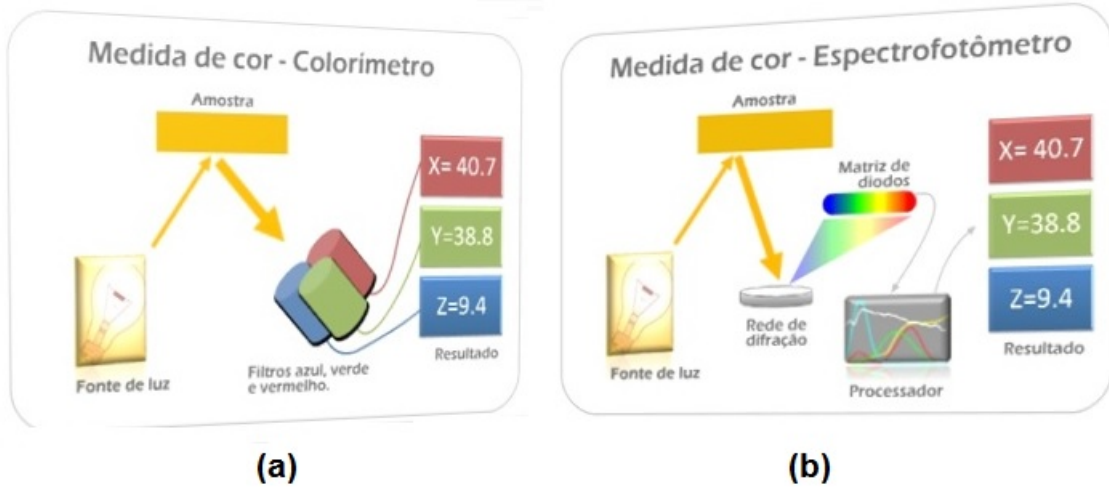 Medida de cor - Colorimetro
Amostra
X= 40.7
Y=38.8
Z=9.4
Resultado
Fonte de luz
Filtros azul, verde
e vermelho.
(a)
Medida de cor - Espectrofotômetro
Amostra
Matriz de
diodos
X= 40.7
Y=38.8
Z=9.4
Resultado
Rede de
difração
Fonte de luz
Processador
(b)